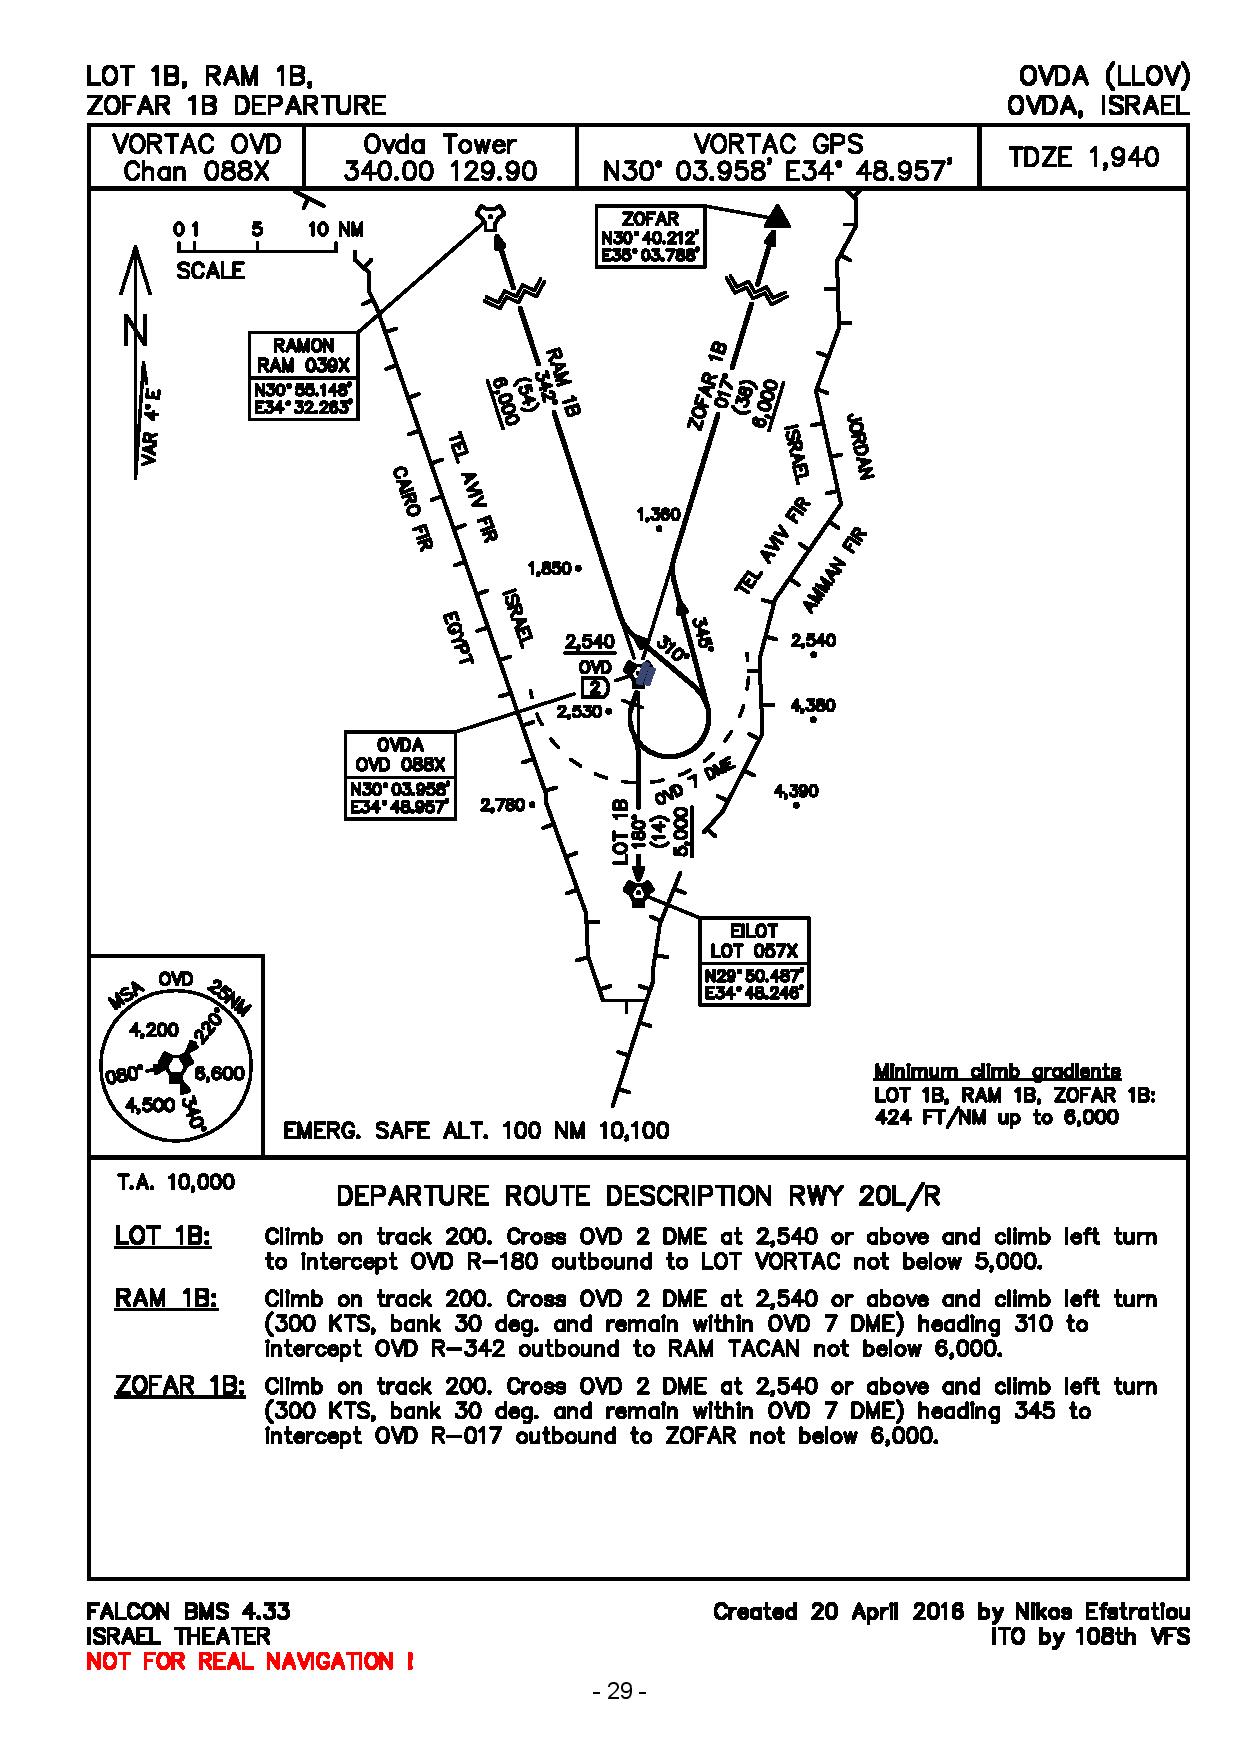 LOT 1B, RAM 1B,
ZOFAR 1B DEPARTURE
OVDA (LLOV)
OVDA, ISRAEL
VORTAC OVD
Chan 088X
Ovda Tower
340.00 129.90
VORTAC GPS
N30° 03.958' E34° 48.957'
TDZE 1,940
0 1 5 10 NM
SCALE
N
VAR 4° E
ZOFAR
N30° 40.212'
E35° 03.788'
RAMON
RAM 039X
N30° 55.148'
E34° 32.263'
RAM 1B
342°
(54)
6,000
ZOFAR 1B
017°
(38)
6,000
TEL AVIV FIR
CAIRO FIR
ISRAEL
EGYPT
ISRAEL
JORDAN
TEL AVIV FIR
AMMAN FIR
1,360
1,850
2,540
310°
345°
2,540
OVD
2
2,530
4,380
OVDA
OVD 088X
N30° 03.958'
E34° 48.957'
2,780
OVD 7 DME
4,390
LOT 1B
180°
(14)
5,000
EILOT
LOT 057X
N29° 50.487'
E34° 48.246'
MSA OVD 25NM
4,200
220°
080°
6,600
4,500
340°
EMERG. SAFE ALT. 100 NM 10,100
Minimum climb gradients
LOT 1B, RAM 1B, ZOFAR 1B:
424 FT/NM up to 6,000
T.A. 10,000
DEPARTURE ROUTE DESCRIPTION RWY 20L/R
LOT 1B: Climb on track 200. Cross OVD 2 DME at 2,540 or above and climb left turn
to intercept OVD R-180 outbound to LOT VORTAC not below 5,000.
RAM 1B: Climb on track 200. Cross OVD 2 DME at 2,540 or above and climb left turn
(300 KTS, bank 30 deg. and remain within OVD 7 DME) heading 310 to
intercept OVD R-342 outbound to RAM TACAN not below 6,000.
ZOFAR 1B: Climb on track 200. Cross OVD 2 DME at 2,540 or above and climb left turn
(300 KTS, bank 30 deg. and remain within OVD 7 DME) heading 345 to
intercept OVD R-017 outbound to ZOFAR not below 6,000.
FALCON BMS 4.33
ISRAEL THEATER
NOT FOR REAL NAVIGATION !
Created 20 April 2016 by Nikos Efstratiou
ITO by 108th VFS
- 29 -